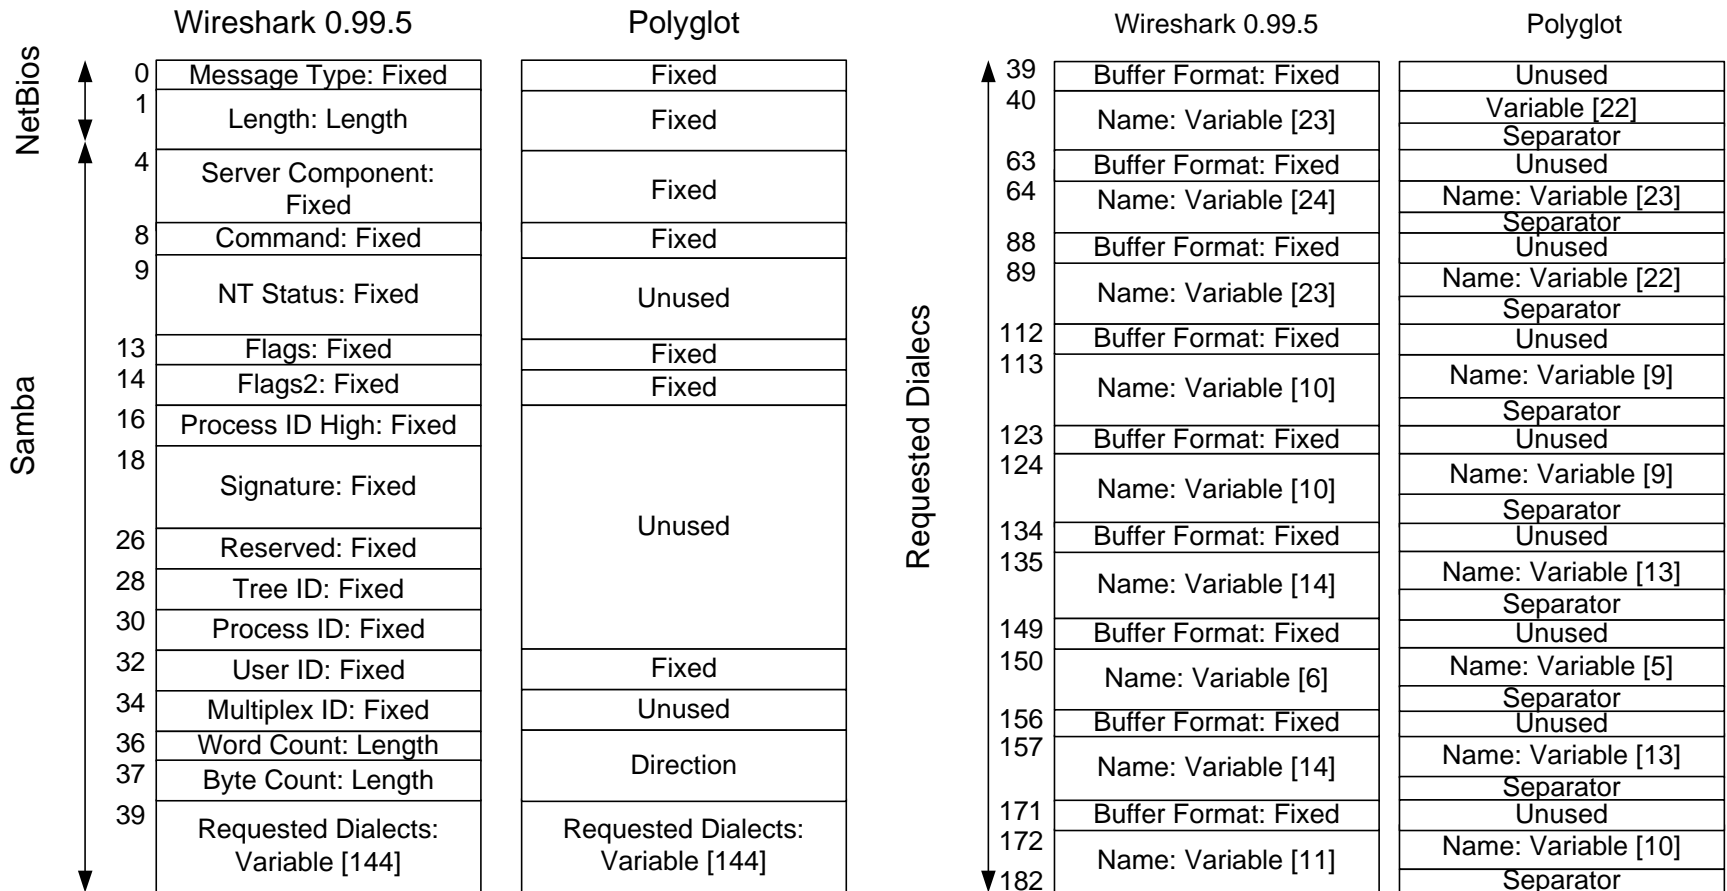 Wireshark 0.99.5
Polyglot
NetBios
Samba
0
Message Type: Fixed
Fixed
1
Length: Length
Fixed
4
Server Component:
Fixed
Fixed
8
Command: Fixed
Fixed
9
NT Status: Fixed
Unused
13
Flags: Fixed
Fixed
14
Flags2: Fixed
Fixed
16
Process ID High: Fixed
18
Signature: Fixed
Unused
26
Reserved: Fixed
28
Tree ID: Fixed
30
Process ID: Fixed
32
User ID: Fixed
Fixed
34
Multiplex ID: Fixed
Unused
36
Word Count: Length
Direction
37
Byte Count: Length
39
Requested Dialects:
Variable [144]
Requested Dialects:
Variable [144]
Wireshark 0.99.5
Polyglot
Requested Dialecs
39
Buffer Format: Fixed
Unused
40
Name: Variable [23]
Variable [22]
Separator
63
Buffer Format: Fixed
Unused
64
Name: Variable [24]
Name: Variable [23]
Separator
88
Buffer Format: Fixed
Unused
89
Name: Variable [23]
Name: Variable [22]
Separator
112
Buffer Format: Fixed
Unused
113
Name: Variable [10]
Name: Variable [9]
Separator
123
Buffer Format: Fixed
Unused
124
Name: Variable [10]
Name: Variable [9]
Separator
134
Buffer Format: Fixed
Unused
135
Name: Variable [14]
Name: Variable [13]
Separator
149
Buffer Format: Fixed
Unused
150
Name: Variable [6]
Name: Variable [5]
Separator
156
Buffer Format: Fixed
Unused
157
Name: Variable [14]
Name: Variable [13]
Separator
171
Buffer Format: Fixed
Unused
172
Name: Variable [11]
Name: Variable [10]
Separator
182